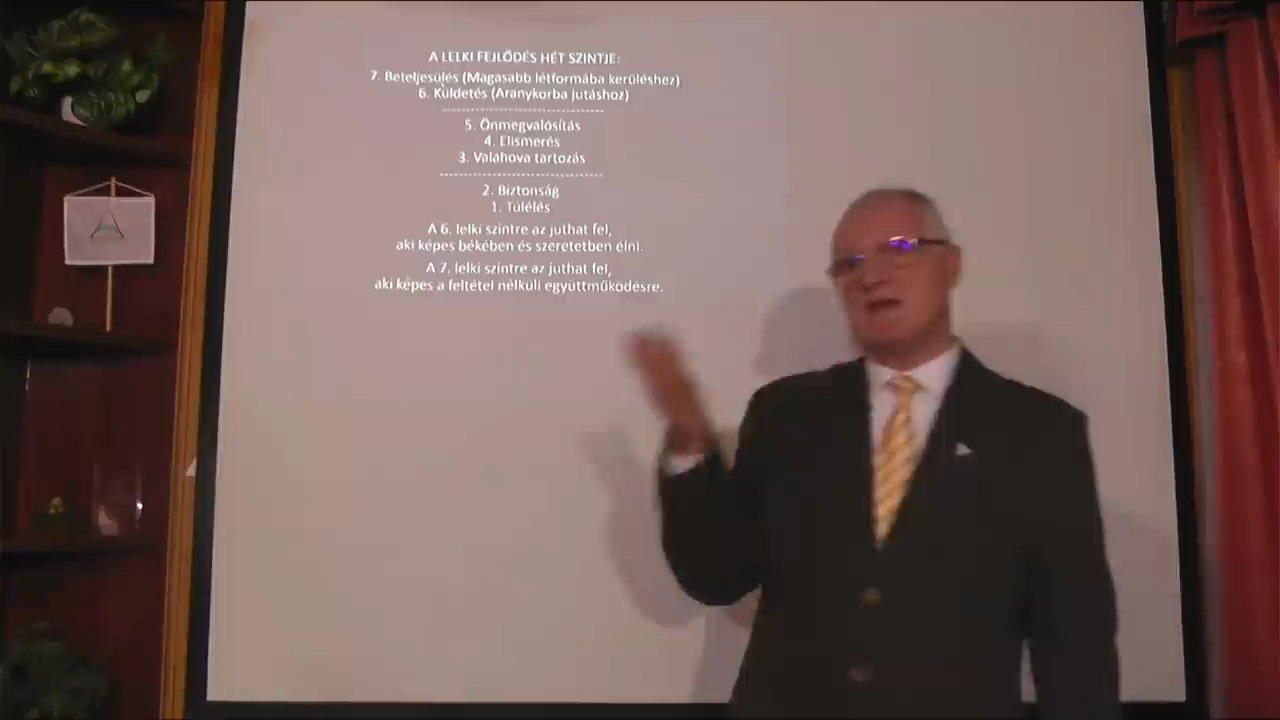 A LELKI FEJLŐDÉS HÉT SZINTJE:
7. Beteljesülés (Magasabb létformába kerüléshez)
6. Küldetés (Aranykorba jutáshoz)
5. Önmegvalósítás
4. Elismerés
3. Valahova tartozás
2. Biztonság
1. Túlélés
A 6. lelki szintre az juthat fel,
aki képes békében és szeretetben élni.
A 7. lelki szintre az juthat fel,
aki képes a feltétel nélküli együttműködésre.